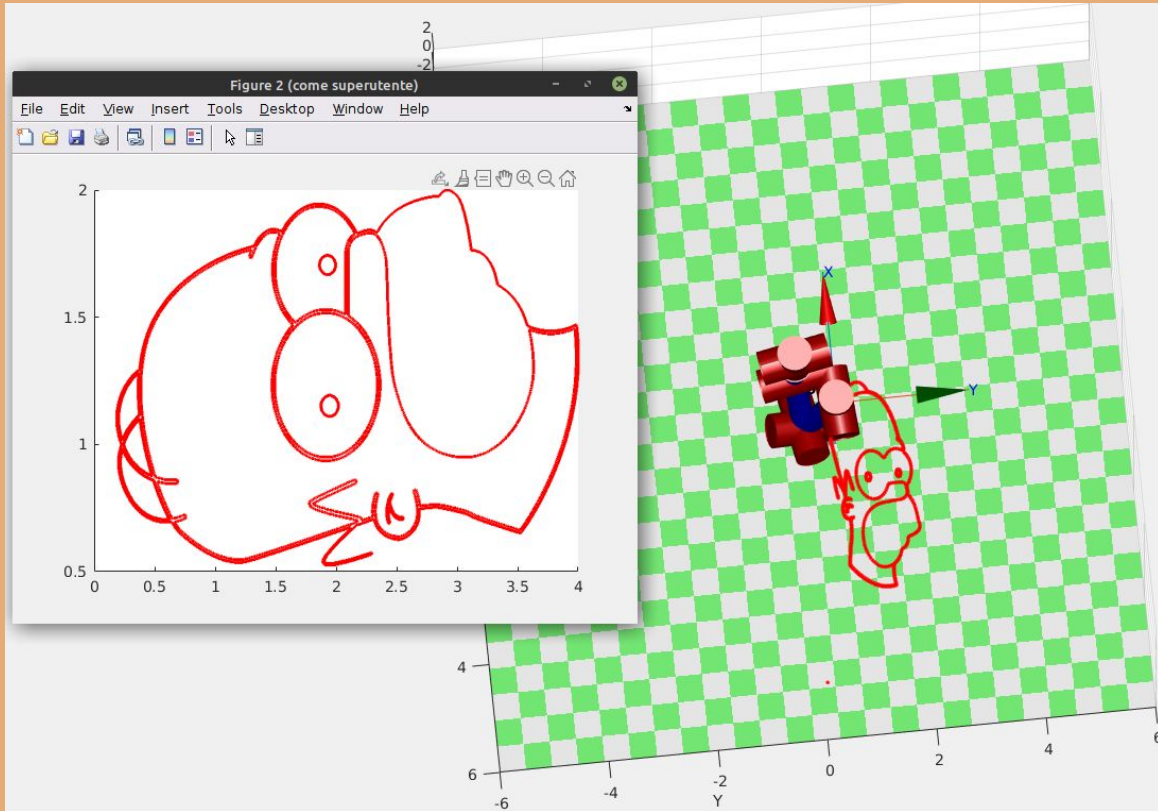 Figure 2 (come superutente)
File Edit View Insert Tools Desktop Window Help
2
1.5
1
0.5
0 0.5 1 1.5 2 2.5 3 3.5 4
2
0
-2
X
Y
4
6
-6 -4 -2 0 2 4 6
Y